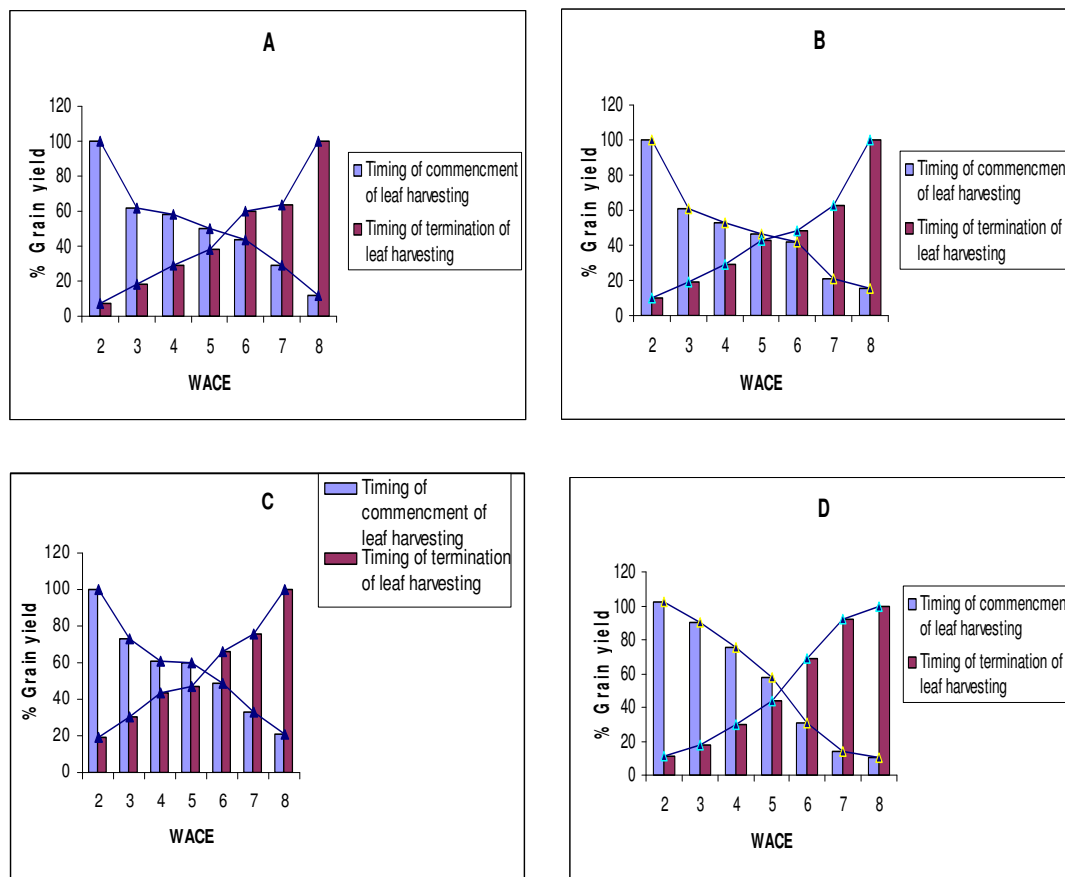 A
% Grain yield
120
100
80
60
40
20
0
2 3 4 5 6 7 8
WACE
Timing of commencment
of leaf harvesting
Timing of termination of
leaf harvesting
B
% Grain yield
120
100
80
60
40
20
0
2 3 4 5 6 7 8
WACE
Timing of commencmen
of leaf harvesting
Timing of termination of
leaf harvesting
C
% Grain yield
120
100
80
60
40
20
0
2 3 4 5 6 7 8
WACE
Timing of
commencment of
leaf harvesting
Timing of termination
of leaf harvesting
D
% Grain yield
120
100
80
60
40
20
0
2 3 4 5 6 7 8
WACE
Timing of commencmen
of leaf harvesting
Timing of termination of
leaf harvesting